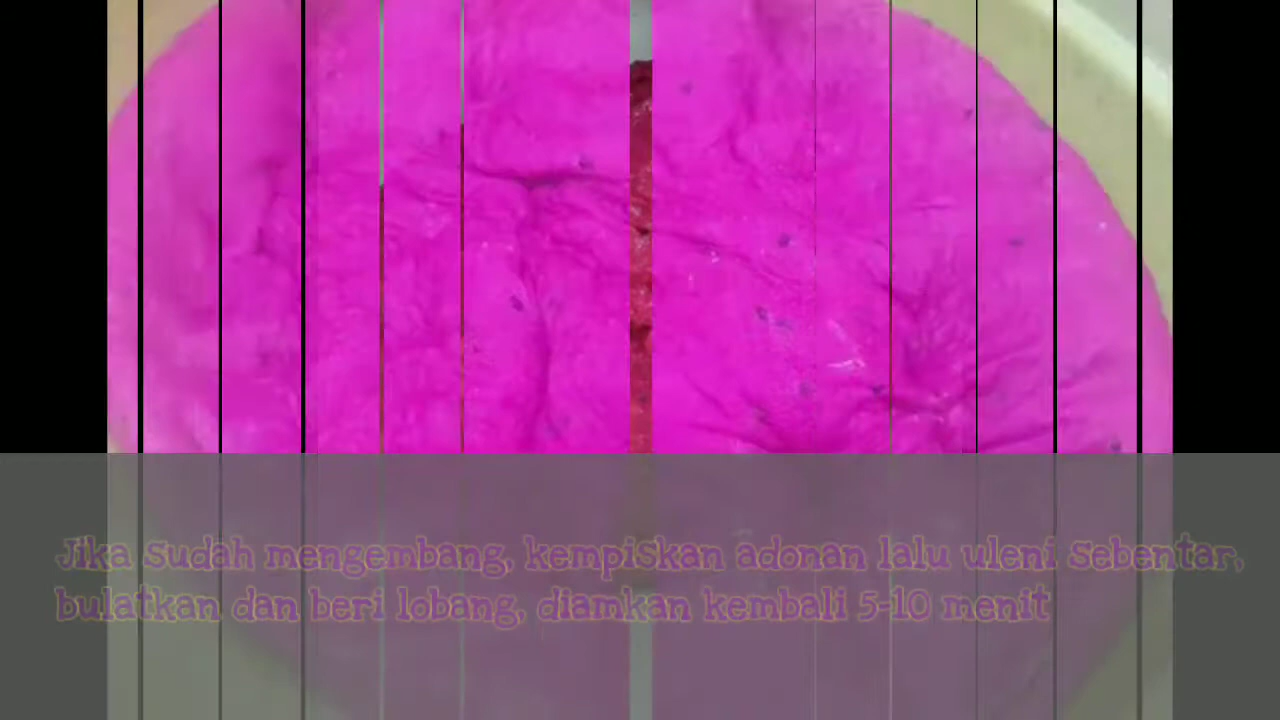 Jika sudah mengembang, kempiskan adonan lalu uleni sebentar,
bulatkan dan beri lobang, diamkan kembali 5-10 menit